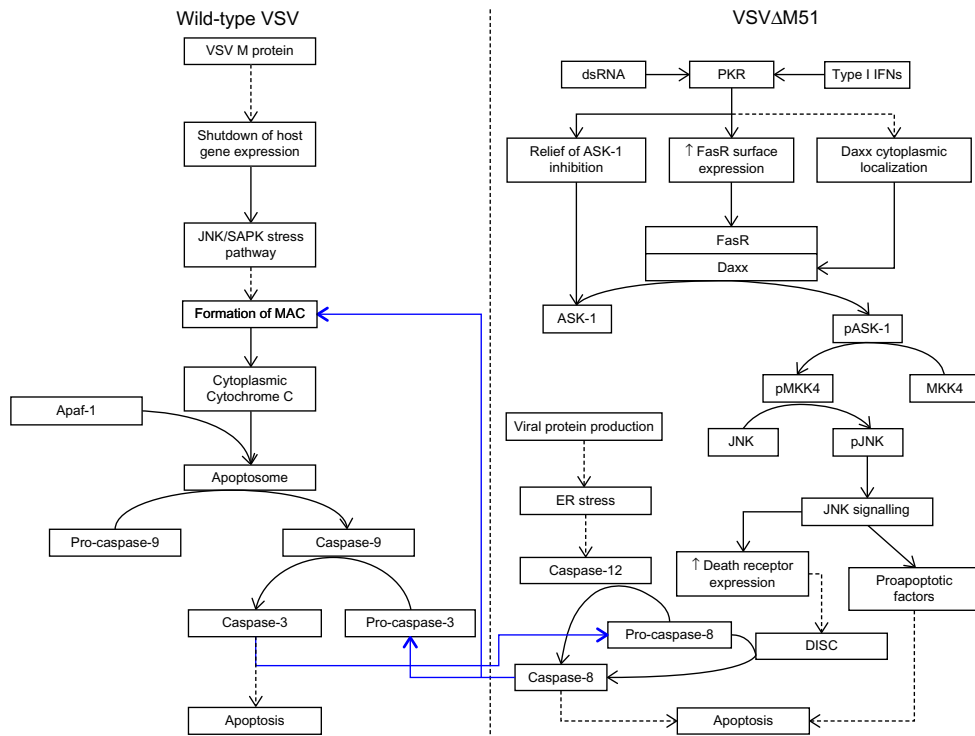 Wild-type VSV
VSV M protein
Shutdown of host
gene expression
JNK/SAPK stress
pathway
Formation of MAC
Cytoplasmic
Cytochrome C
Apaf-1
Apoptosome
Pro-caspase-9
Caspase-9
Caspase-3
Pro-caspase-3
Apoptosis
VSVΔM51
dsRNA
PKR
Type I IFNs
Relief of ASK-1
inhibition
↑ FasR surface
expression
Daxx cytoplasmic
localization
FasR
Daxx
ASK-1
pASK-1
pMKK4
MKK4
Viral protein production
JNK
pJNK
ER stress
JNK signalling
Caspase-12
↑ Death receptor
expression
Proapoptotic
factors
Pro-caspase-8
DISC
Caspase-8
Apoptosis